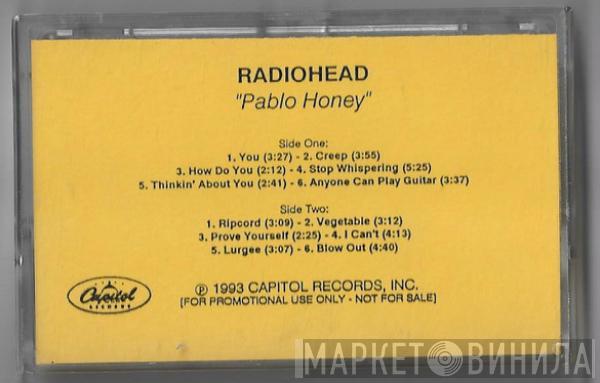 RADIOHEAD
"Pablo Honey"
Side One:
1. You (3:27) - 2. Creep (3:55)
3. How Do You (2:12) - 4. Stop Whispering (5:25)
5. Thinkin' About You (2:41) - 6. Anyone Can Play Guitar (3:37)
Side Two:
1. Ripcord (3:09) - 2. Vegetable (3:12)
3. Prove Yourself (2:25) - 4. I Can't (4:13)
5. Lurgee (3:07) - 6. Blow Out (4:40)
Capitol
RECORDS
℗ 1993 CAPITOL RECORDS, INC.
[FOR PROMOTIONAL USE ONLY - NOT FOR SALE]
МАРКЕТ ВИНИЛА